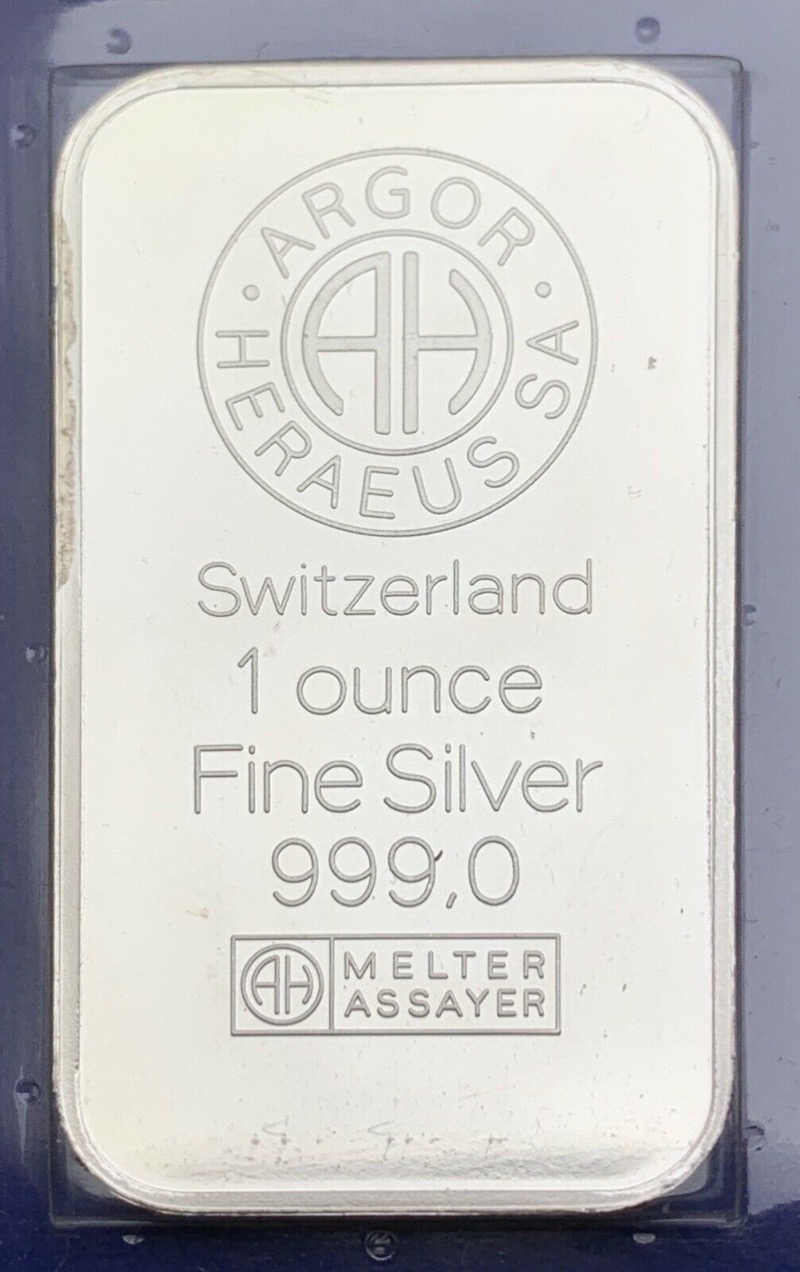 ARGOR
HERAEUS SA
AH
Switzerland
1 ounce
Fine Silver
999,0
AH
MELTER
ASSAYER